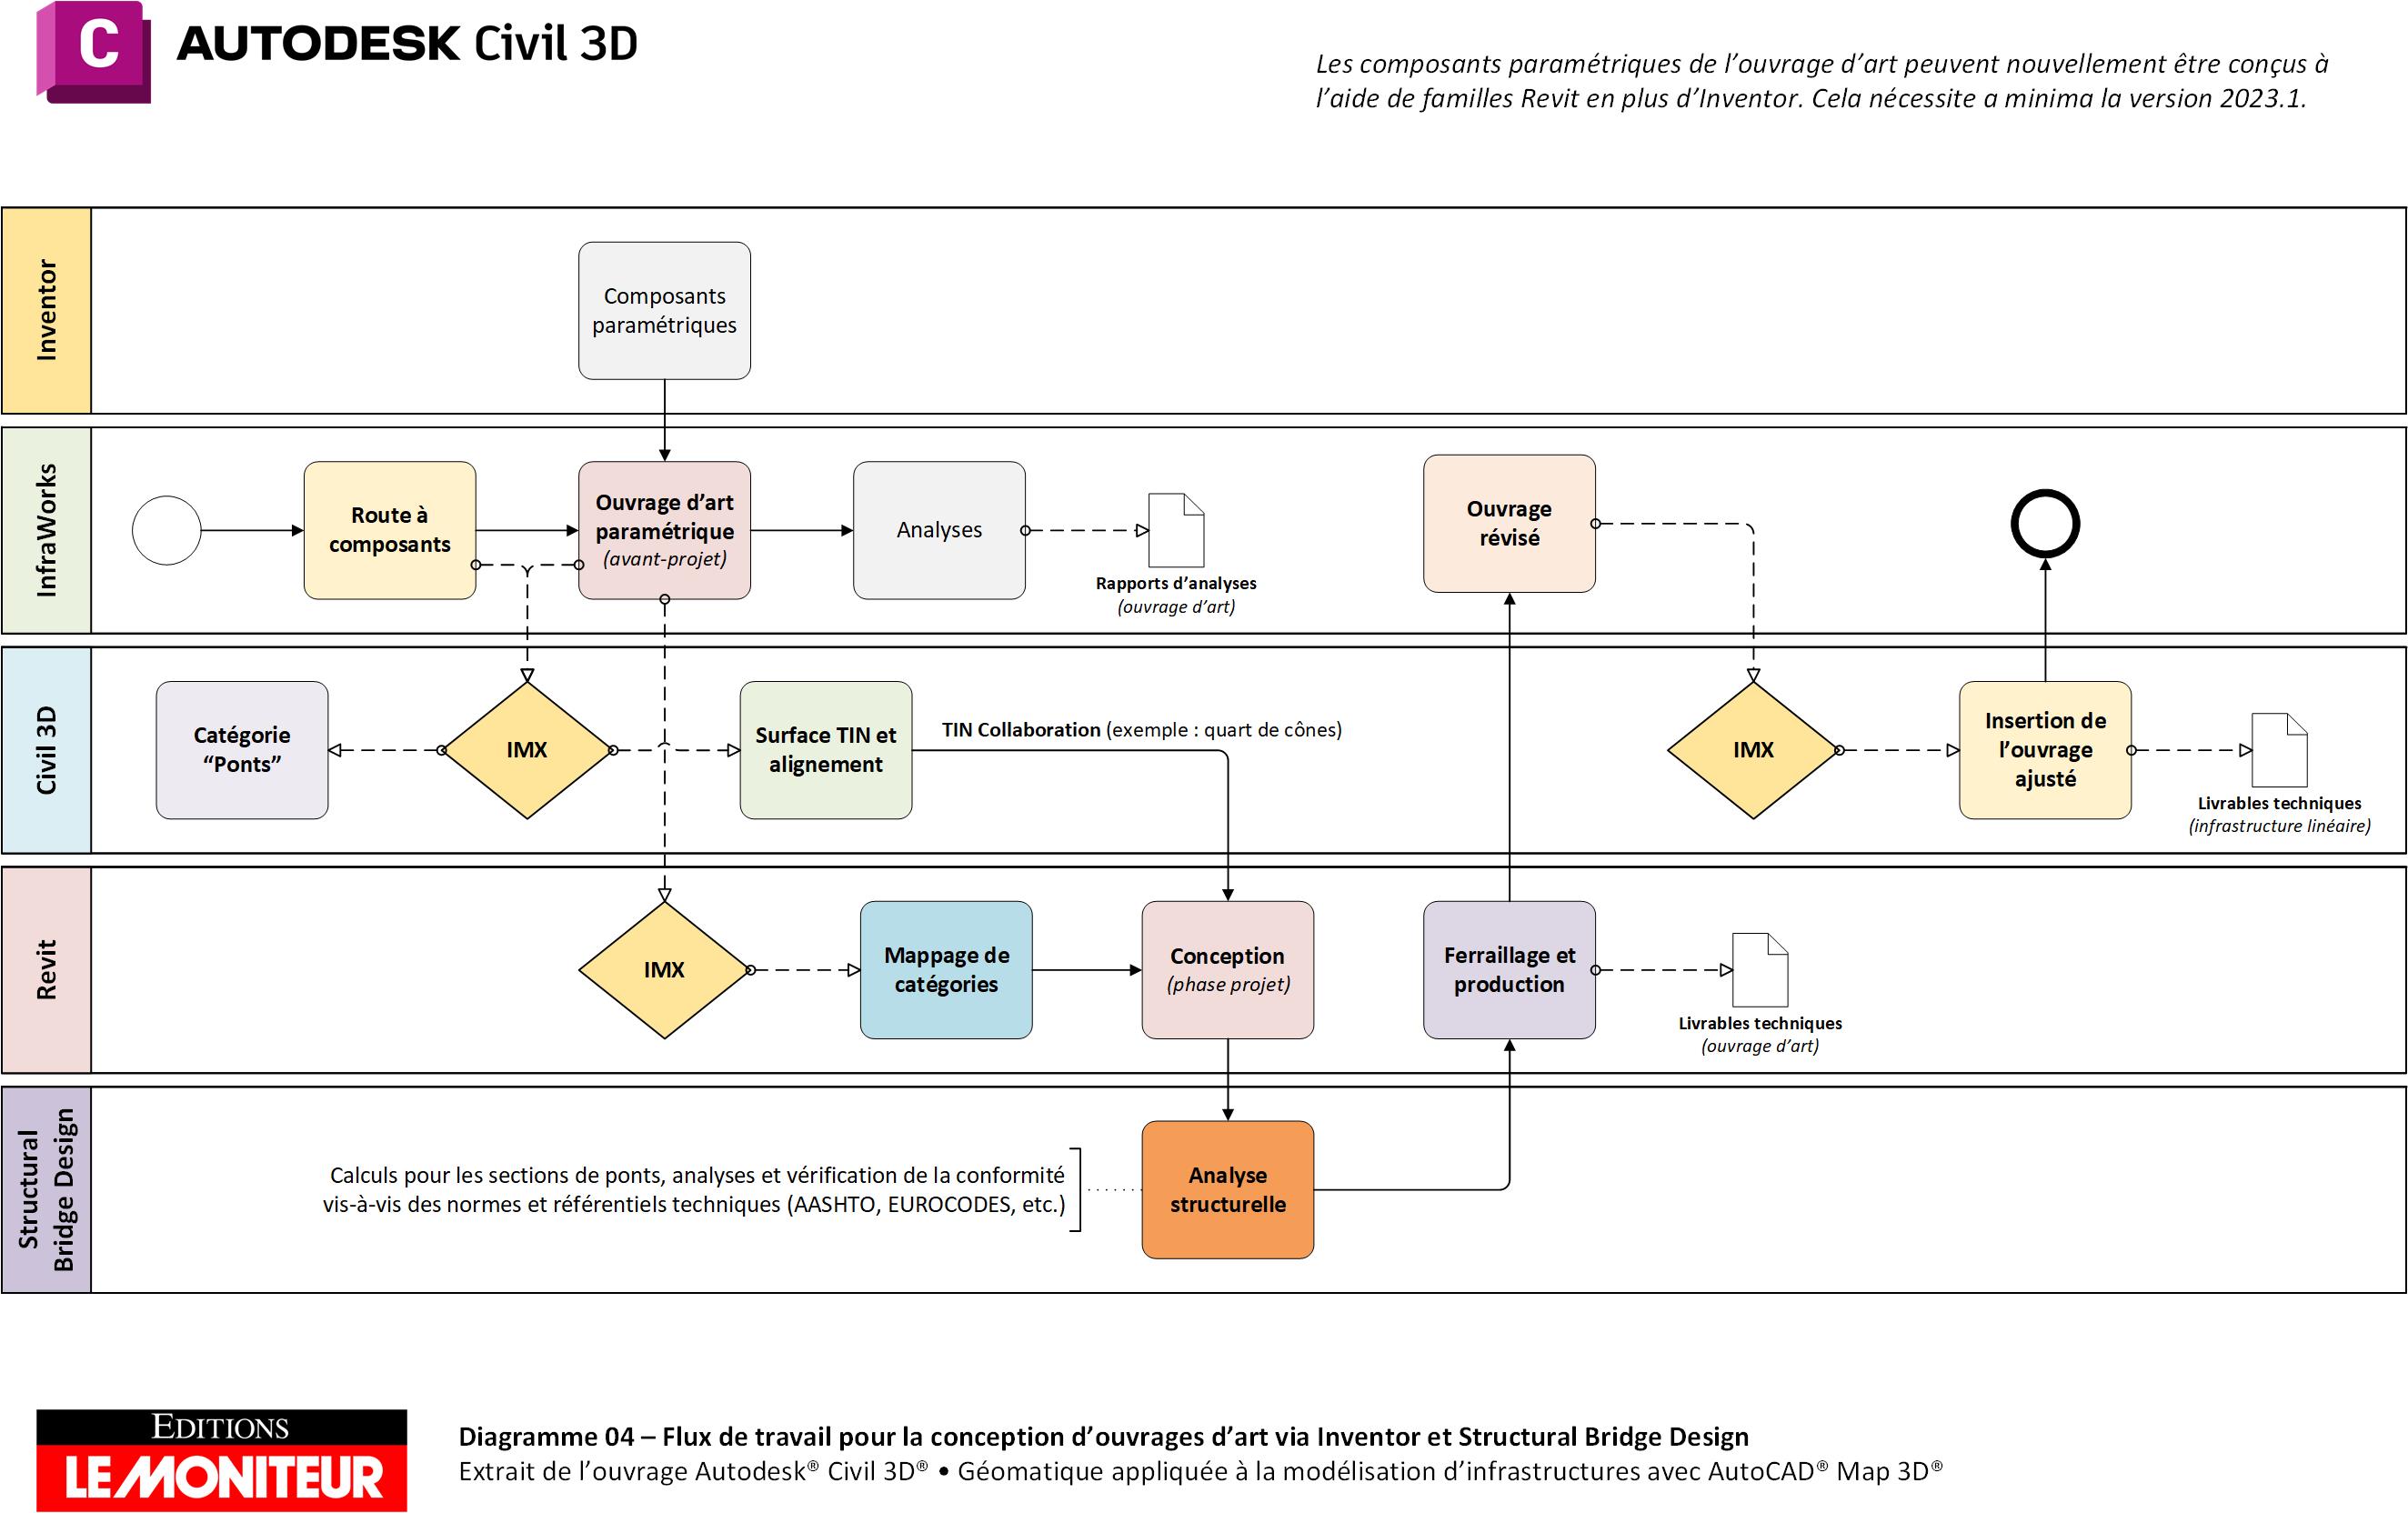 C AUTODESK Civil 3D
Les composants paramétriques de l’ouvrage d’art peuvent nouvellement être conçus à
l’aide de familles Revit en plus d’Inventor. Cela nécessite a minima la version 2023.1.
Inventor
Composants
paramétriques
InfraWorks
Route à
composants
Ouvrage d’art
paramétrique
(avant-projet)
Analyses
Rapports d’analyses
(ouvrage d’art)
Ouvrage
révisé
Civil 3D
Catégorie
“Ponts”
IMX
Surface TIN et
alignement
TIN Collaboration (exemple : quart de cônes)
IMX
Insertion de
l’ouvrage
ajusté
Livrables techniques
(infrastructure linéaire)
Revit
IMX
Mappage de
catégories
Conception
(phase projet)
Ferraillage et
production
Livrables techniques
(ouvrage d’art)
Structural
Bridge Design
Calculs pour les sections de ponts, analyses et vérification de la conformité
vis-à-vis des normes et référentiels techniques (AASHTO, EUROCODES, etc.)
Analyse
structurelle
EDITIONS
LE MONITEUR
Diagramme 04 – Flux de travail pour la conception d’ouvrages d’art via Inventor et Structural Bridge Design
Extrait de l’ouvrage Autodesk® Civil 3D® • Géomatique appliquée à la modélisation d’infrastructures avec AutoCAD® Map 3D®